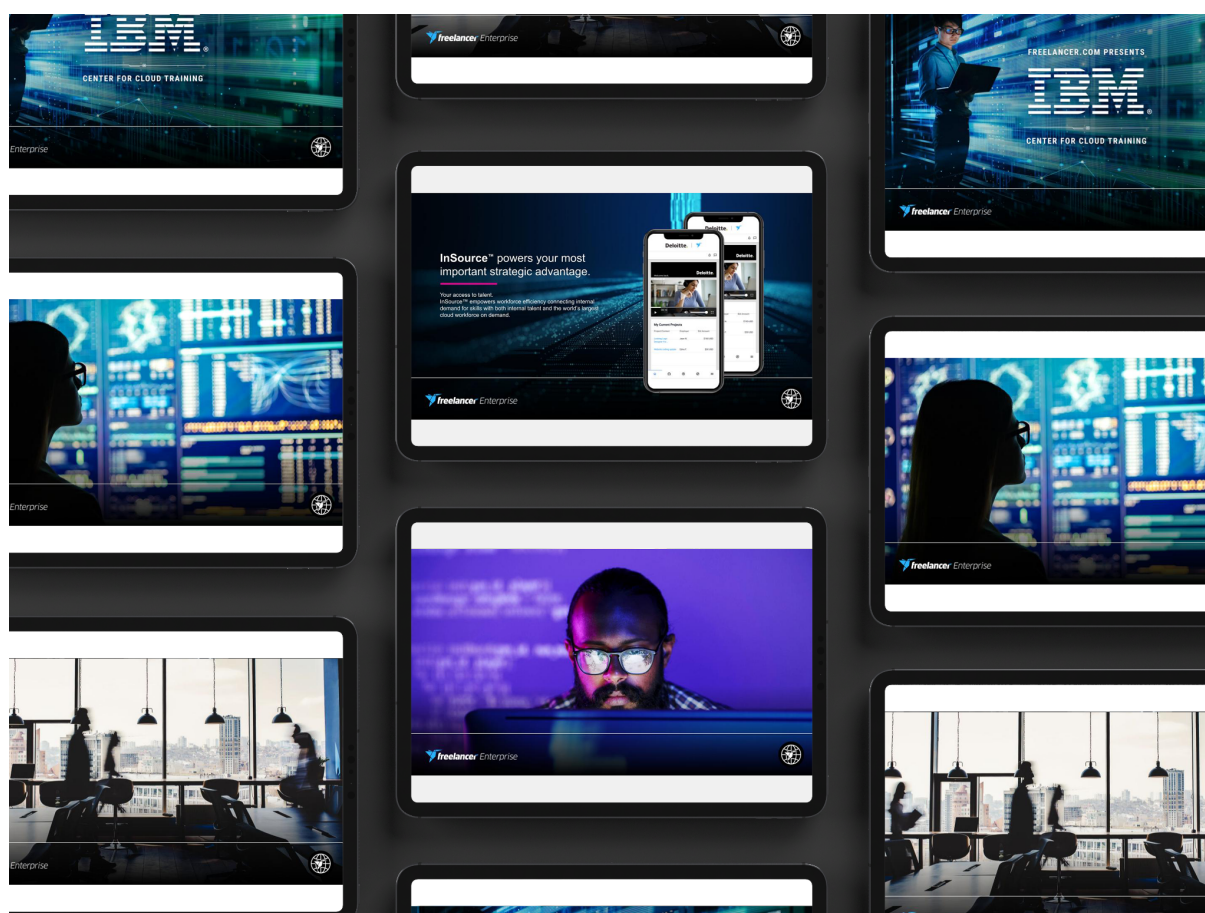 IBM®
CENTER FOR CLOUD TRAINING
Enterprise
freelancer Enterprise
FREELANCER.COM PRESENTS
IBM®
CENTER FOR CLOUD TRAINING
freelancer Enterprise
Deloitte.
Deloitte.
Deloitte.
Deloitte.
InSource™ powers your most
important strategic advantage.
Your access to talent.
InSource™ empowers workforce efficiency connecting internal
demand for skills with both internal talent and the world's largest
cloud workforce on demand.
My Current Projects
freelancer Enterprise
Enterprise
freelancer Enterprise
freelancer Enterprise
Enterprise